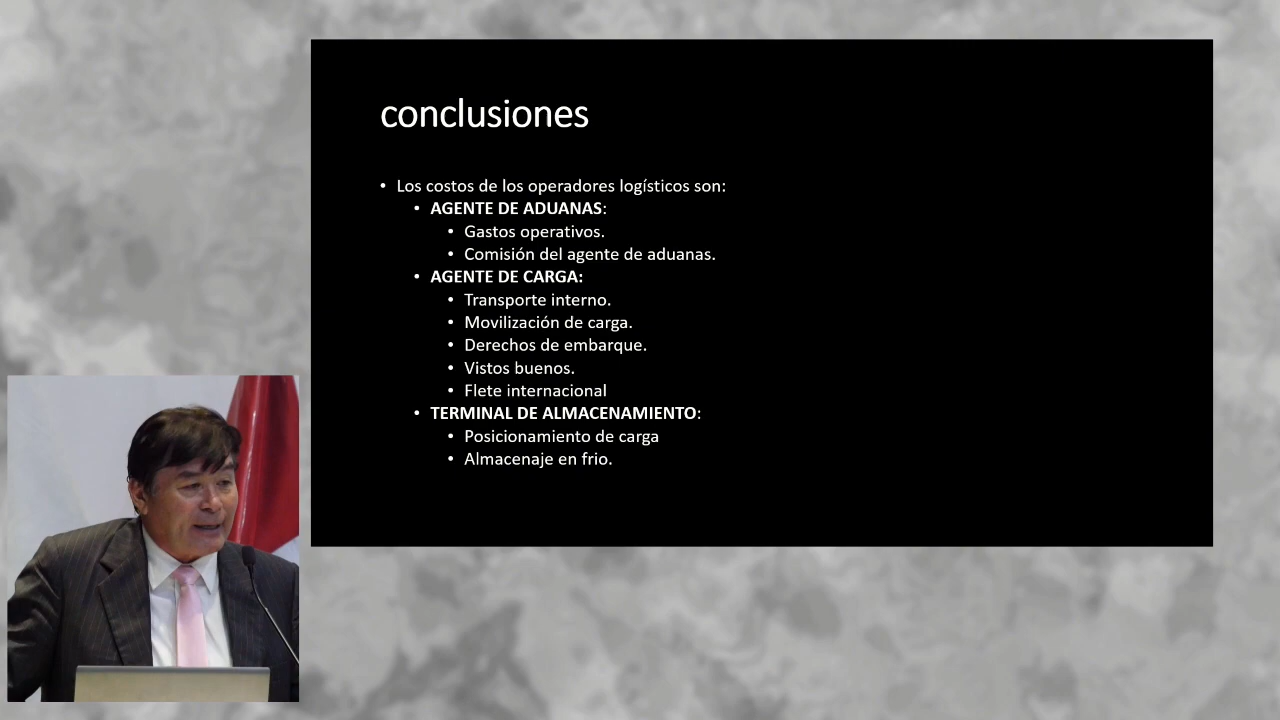 conclusiones
• Los costos de los operadores logísticos son:
• AGENTE DE ADUANAS:
• Gastos operativos.
• Comisión del agente de aduanas.
• AGENTE DE CARGA:
• Transporte interno.
• Movilización de carga.
• Derechos de embarque.
• Vistos buenos.
• Flete internacional
• TERMINAL DE ALMACENAMIENTO:
• Posicionamiento de carga
• Almacenaje en frio.